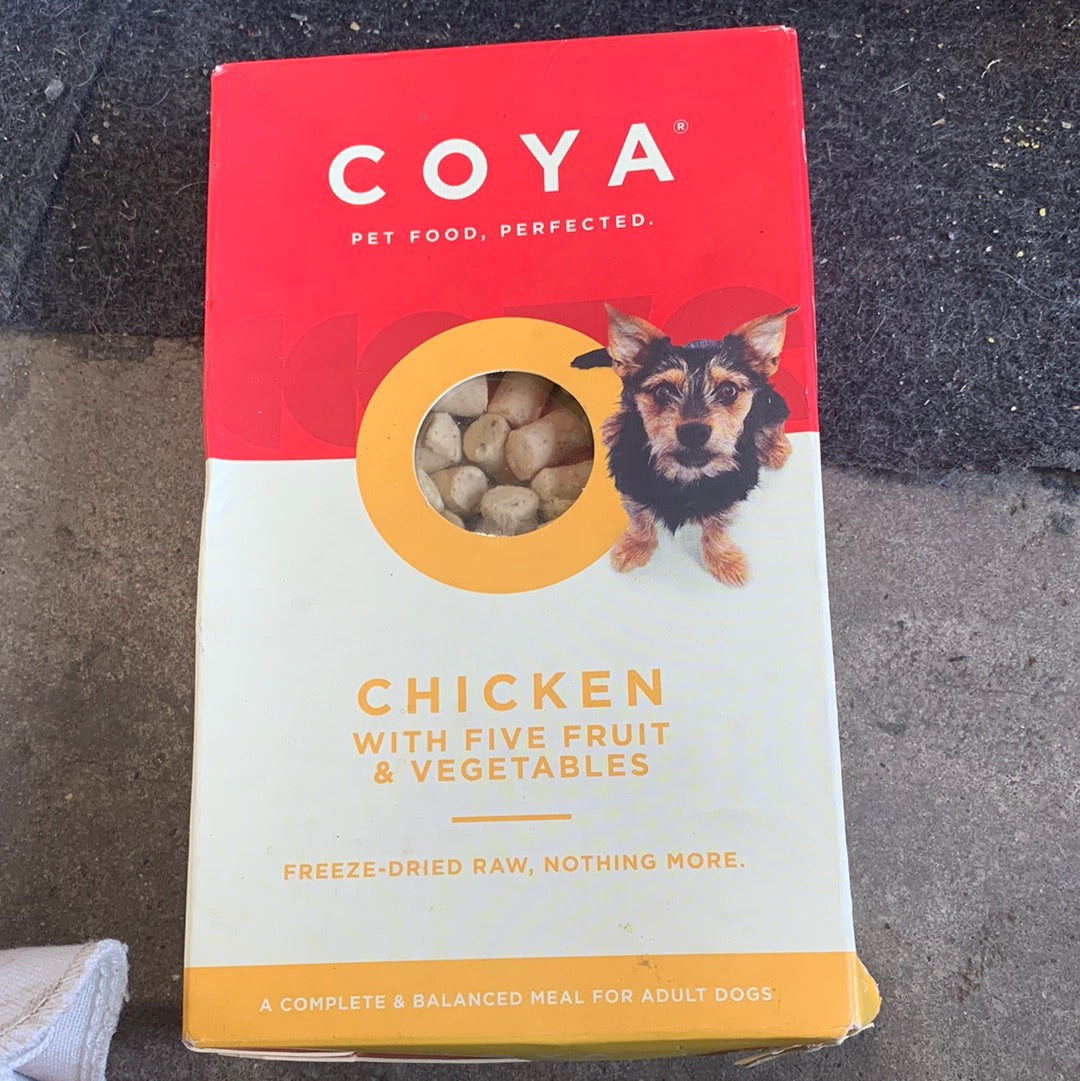 COYA®
PET FOOD, PERFECTED.
CHICKEN
WITH FIVE FRUIT
& VEGETABLES
FREEZE-DRIED RAW, NOTHING MORE.
A COMPLETE & BALANCED MEAL FOR ADULT DOGS